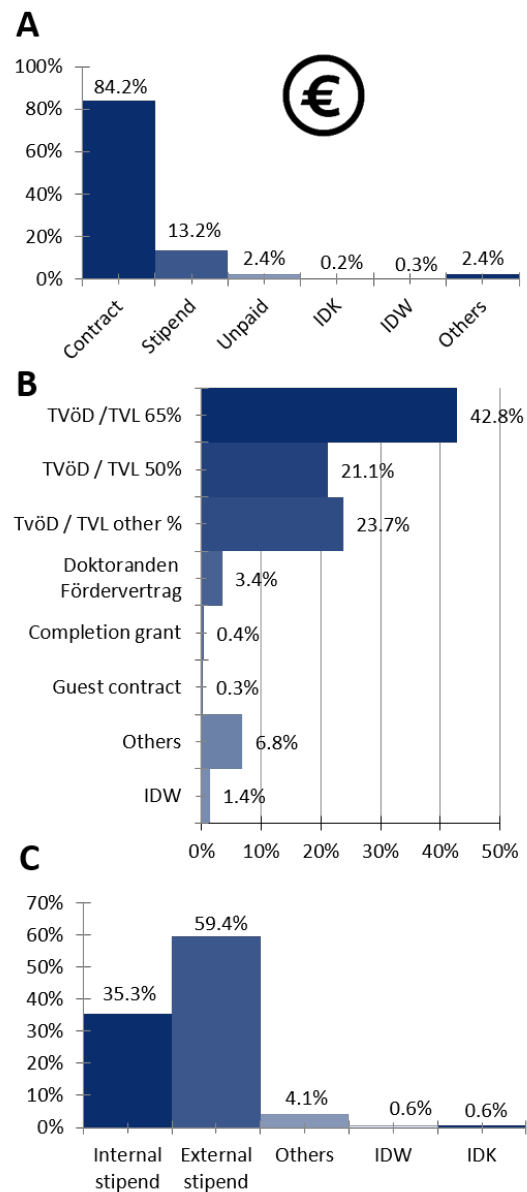 A
100%
84.2%
80%
60%
40%
20%
0%
13.2%
2.4%
0.2%
0.3%
2.4%
Contract
Stipend
Unpaid
IDK
IDW
Others
€
B
TVöD /TVL 65%
42.8%
TVöD / TVL 50%
21.1%
TvöD / TVL other %
23.7%
Doktoranden
Fördervertrag
3.4%
Completion grant
0.4%
Guest contract
0.3%
Others
6.8%
IDW
1.4%
0% 10% 20% 30% 40% 50%
C
70%
60%
50%
40%
30%
20%
10%
0%
35.3%
59.4%
4.1%
0.6%
0.6%
Internal
stipend
External
stipend
Others
IDW
IDK